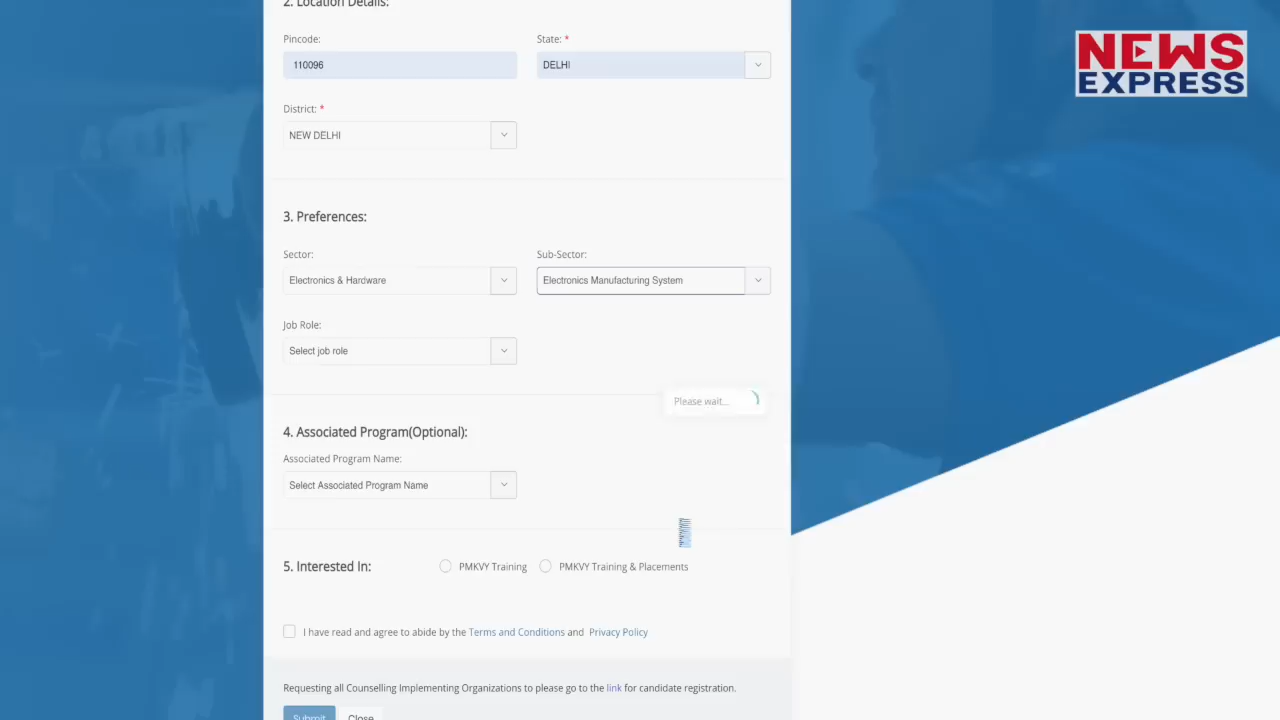 2. Location Details:
NEWS
EXPRESS
Pincode:
State: *
110096
DELHI
District: *
NEW DELHI
3. Preferences:
Sector:
Sub-Sector:
Electronics & Hardware
Electronics Manufacturing System
Job Role:
Select job role
Please wait...
4. Associated Program(Optional):
Associated Program Name:
Select Associated Program Name
5. Interested In:
PMKVY Training
PMKVY Training & Placements
I have read and agree to abide by the Terms and Conditions and Privacy Policy
Requesting all Counselling Implementing Organizations to please go to the link for candidate registration.
Submit
Close